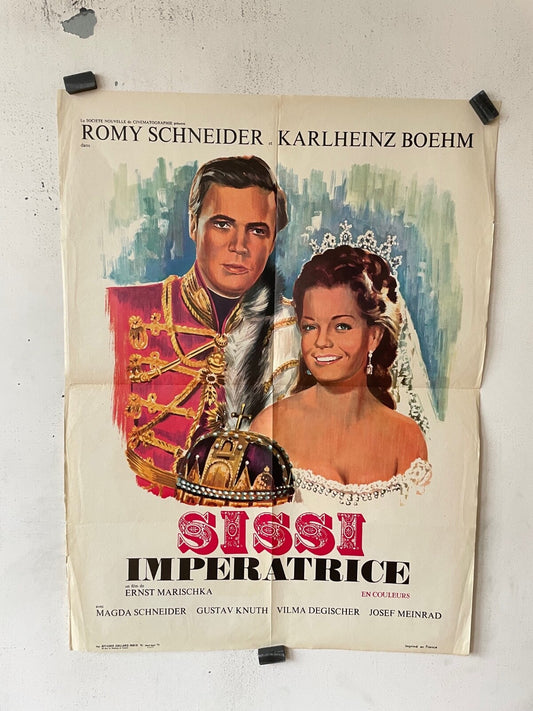 La SOCIETE NOUVELLE de CINEMATOGRAPHIE présente
ROMY SCHNEIDER et KARLHEINZ BOEHM
dans
SISSI
IMPERATRICE
un film de
ERNST MARISCHKA
EN COULEURS
avec
MAGDA SCHNEIDER GUSTAV KNUTH VILMA DEGISCHER JOSEF MEINRAD
Imprimé en France